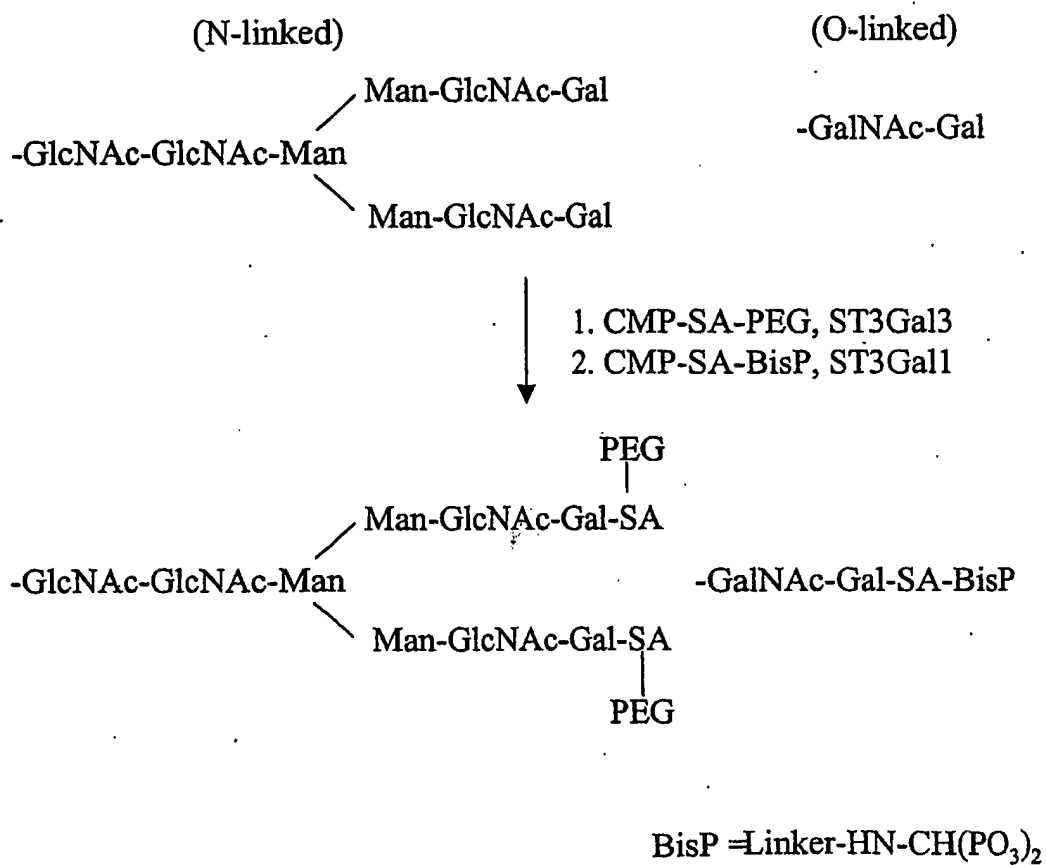 (N-linked)
(O-linked)
Man-GlcNAc-Gal
-GalNAc-Gal
-GlcNAc-GlcNAc-Man
Man-GlcNAc-Gal
1. CMP-SA-PEG, ST3Gal3
2. CMP-SA-BisP, ST3Gal1
PEG
Man-GlcNAc-Gal-SA
-GlcNAc-GlcNAc-Man
-GalNAc-Gal-SA-BisP
Man-GlcNAc-Gal-SA
PEG
BisP =Linker-HN-CH(PO₃)₂